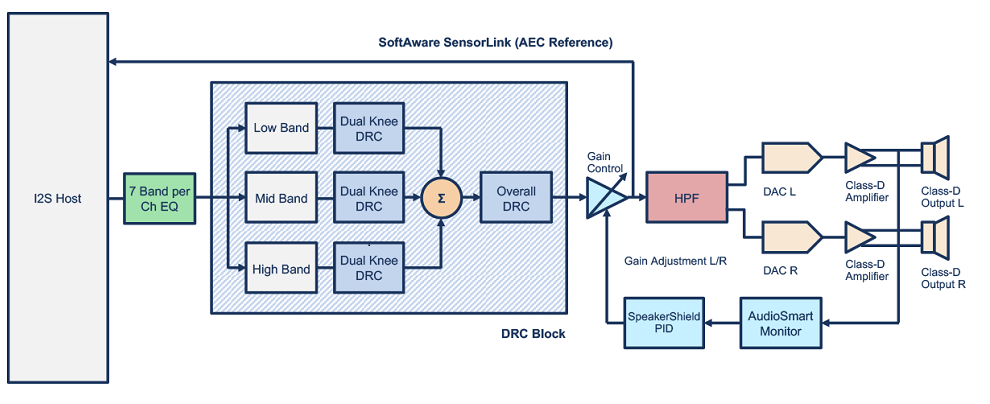 SoftAware SensorLink (AEC Reference)
I2S Host
7 Band per
Ch EQ
Low Band
Dual Knee
DRC
Mid Band
Dual Knee
DRC
High Band
Dual Knee
DRC
Σ
Overall
DRC
DRC Block
Gain
Control
HPF
DAC L
Class-D
Amplifier
Class-D
Output L
DAC R
Class-D
Amplifier
Class-D
Output R
Gain Adjustment L/R
SpeakerShield
PID
AudioSmart
Monitor